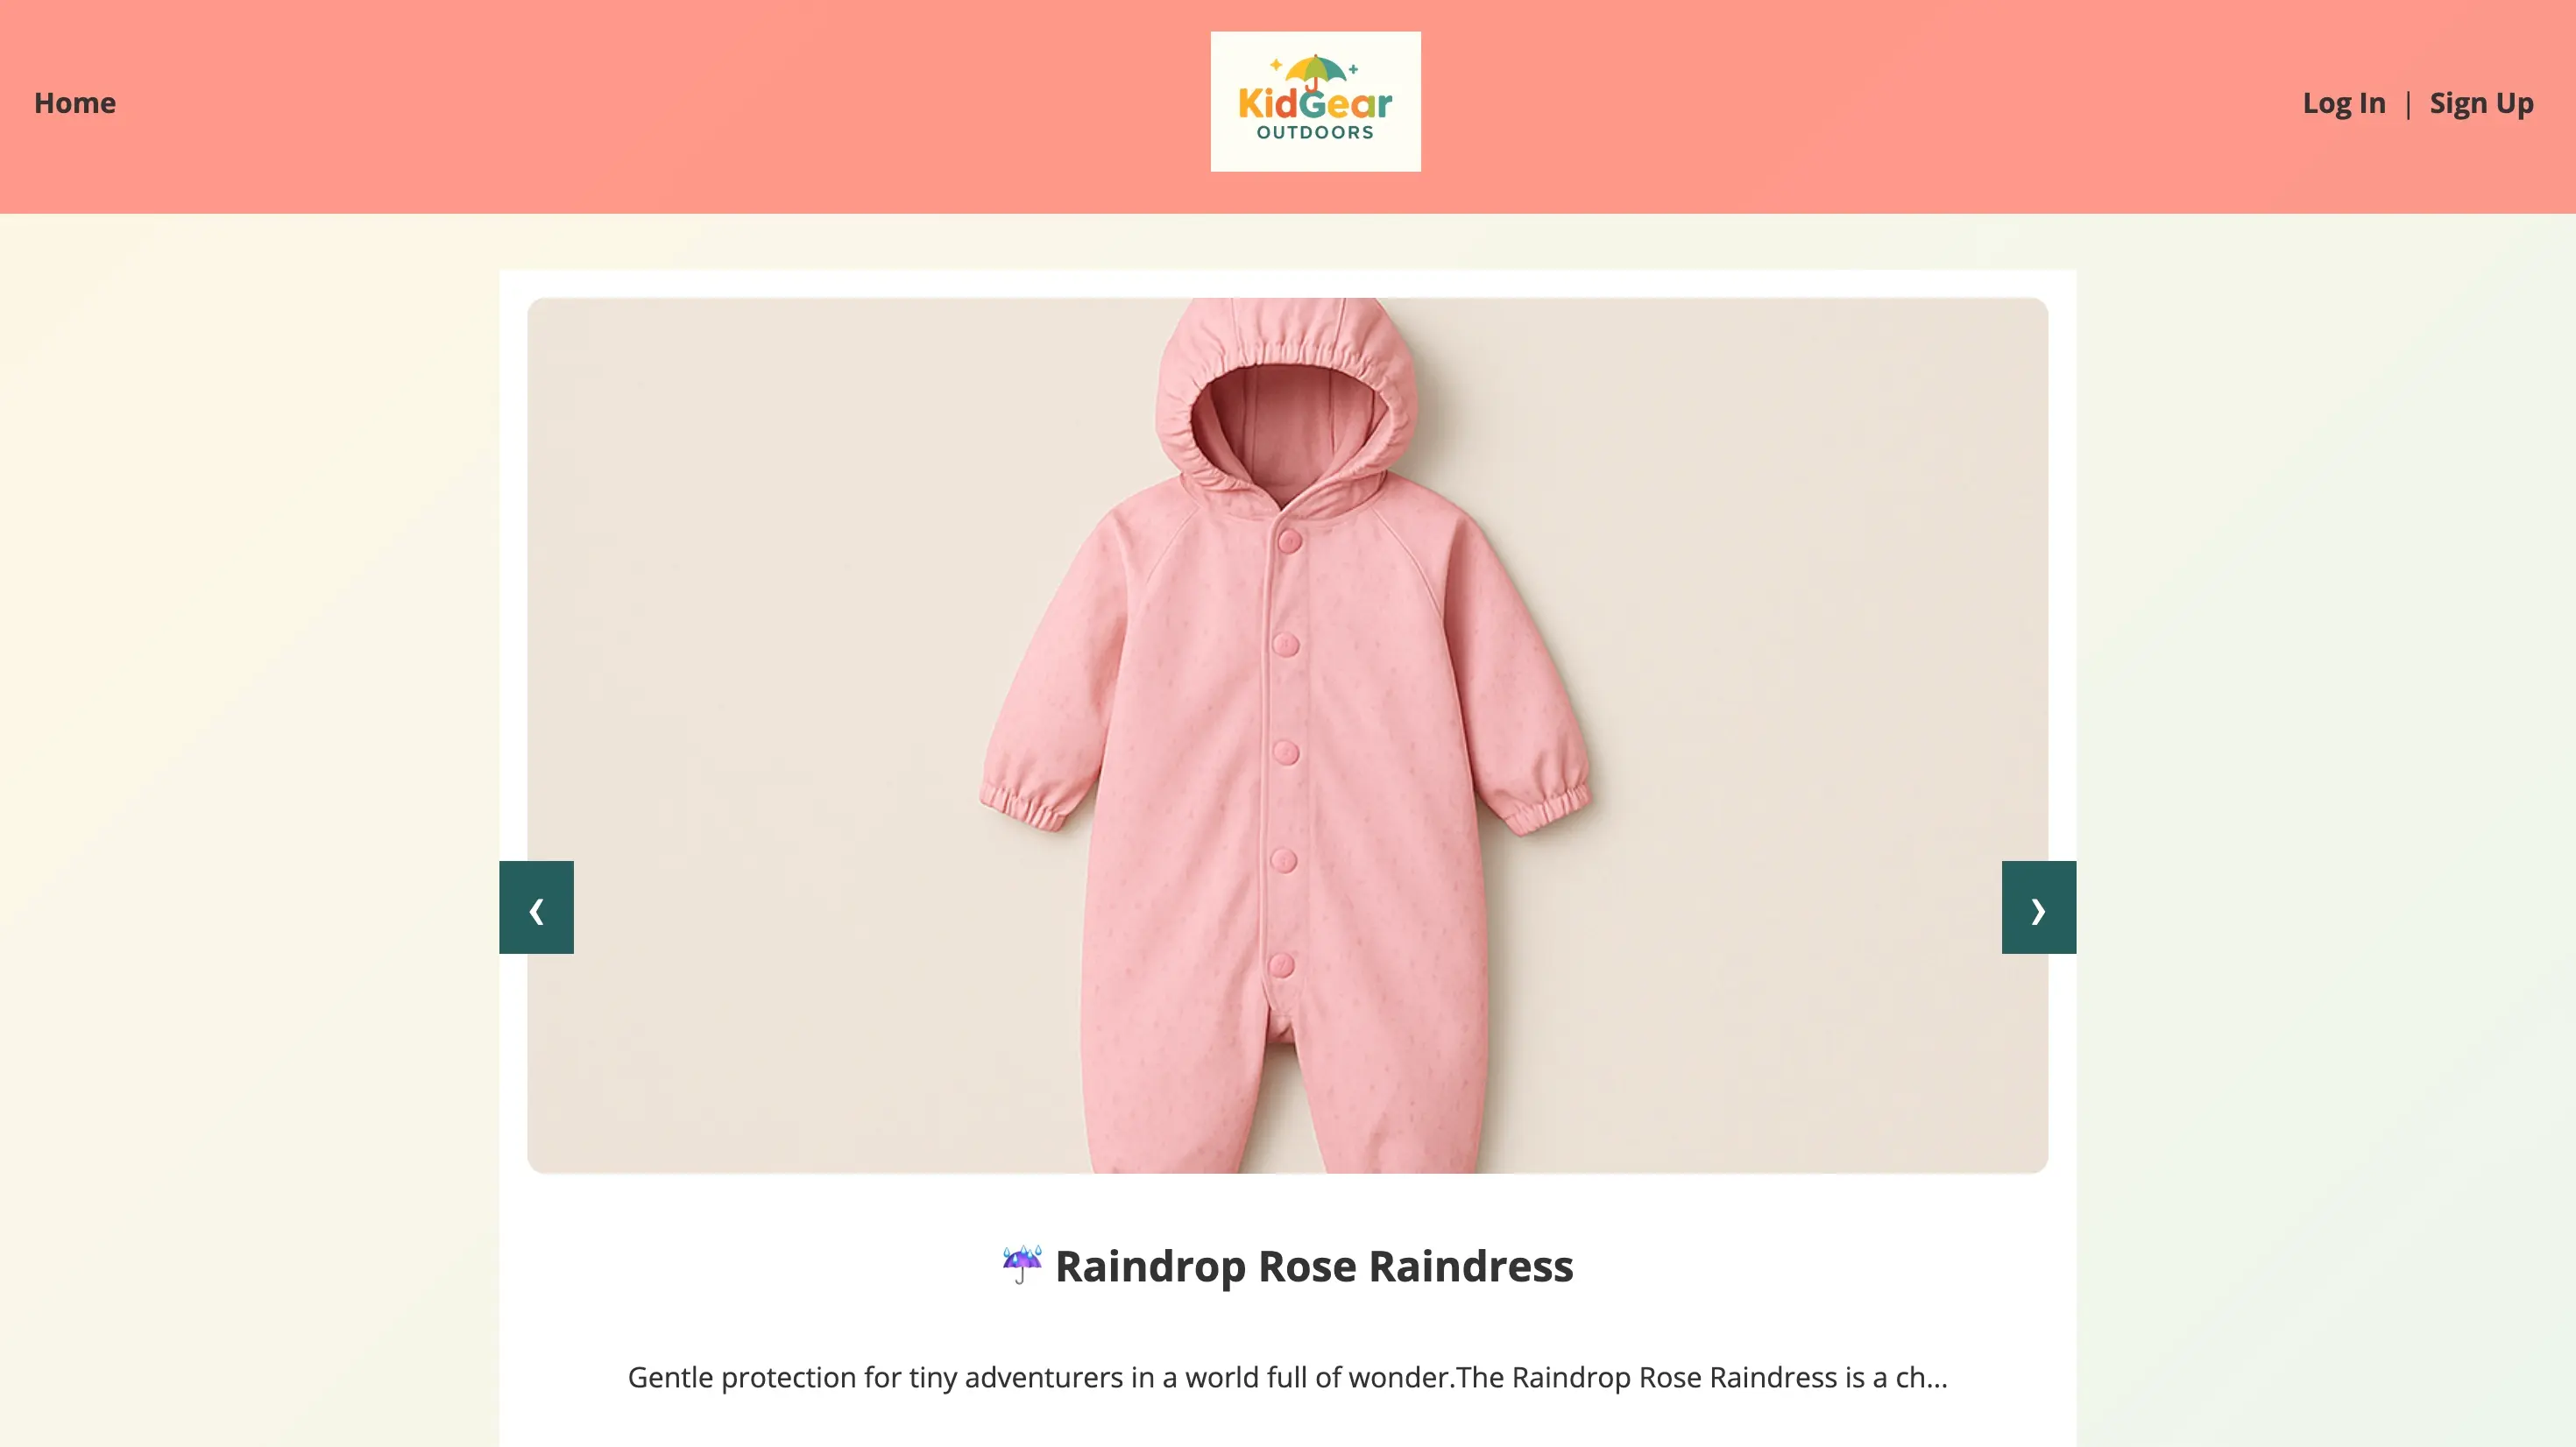 Home
KidGear
OUTDOORS
Log In | Sign Up
❮
❯
☔ Raindrop Rose Raindress
Gentle protection for tiny adventurers in a world full of wonder.The Raindrop Rose Raindress is a ch...